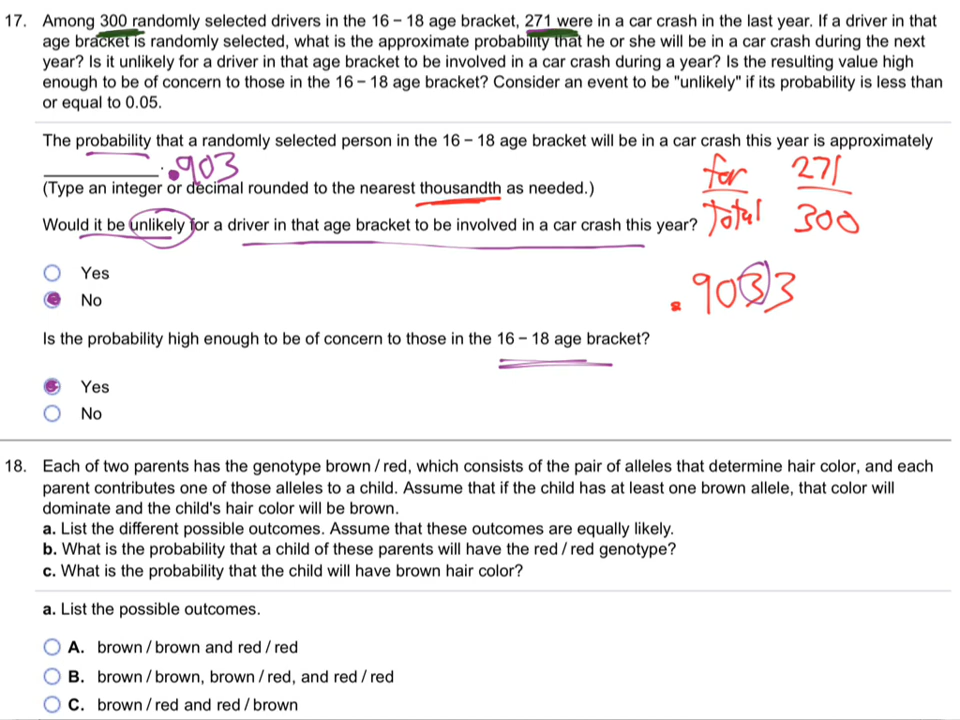 17. Among 300 randomly selected drivers in the 16 – 18 age bracket, 271 were in a car crash in the last year. If a driver in that
age bracket is randomly selected, what is the approximate probability that he or she will be in a car crash during the next
year? Is it unlikely for a driver in that age bracket to be involved in a car crash during a year? Is the resulting value high
enough to be of concern to those in the 16 – 18 age bracket? Consider an event to be "unlikely" if its probability is less than
or equal to 0.05.
The probability that a randomly selected person in the 16 – 18 age bracket will be in a car crash this year is approximately
__________. .903
(Type an integer or decimal rounded to the nearest thousandth as needed.)
for 271
Total 300
Would it be unlikely for a driver in that age bracket to be involved in a car crash this year?
Yes
No
.9033
Is the probability high enough to be of concern to those in the 16 – 18 age bracket?
Yes
No
18. Each of two parents has the genotype brown / red, which consists of the pair of alleles that determine hair color, and each
parent contributes one of those alleles to a child. Assume that if the child has at least one brown allele, that color will
dominate and the child's hair color will be brown.
a. List the different possible outcomes. Assume that these outcomes are equally likely.
b. What is the probability that a child of these parents will have the red / red genotype?
c. What is the probability that the child will have brown hair color?
a. List the possible outcomes.
A. brown / brown and red / red
B. brown / brown, brown / red, and red / red
C. brown / red and red / brown